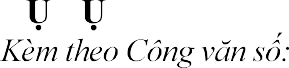 Ụ Ụ
Kèm theo Công văn số: